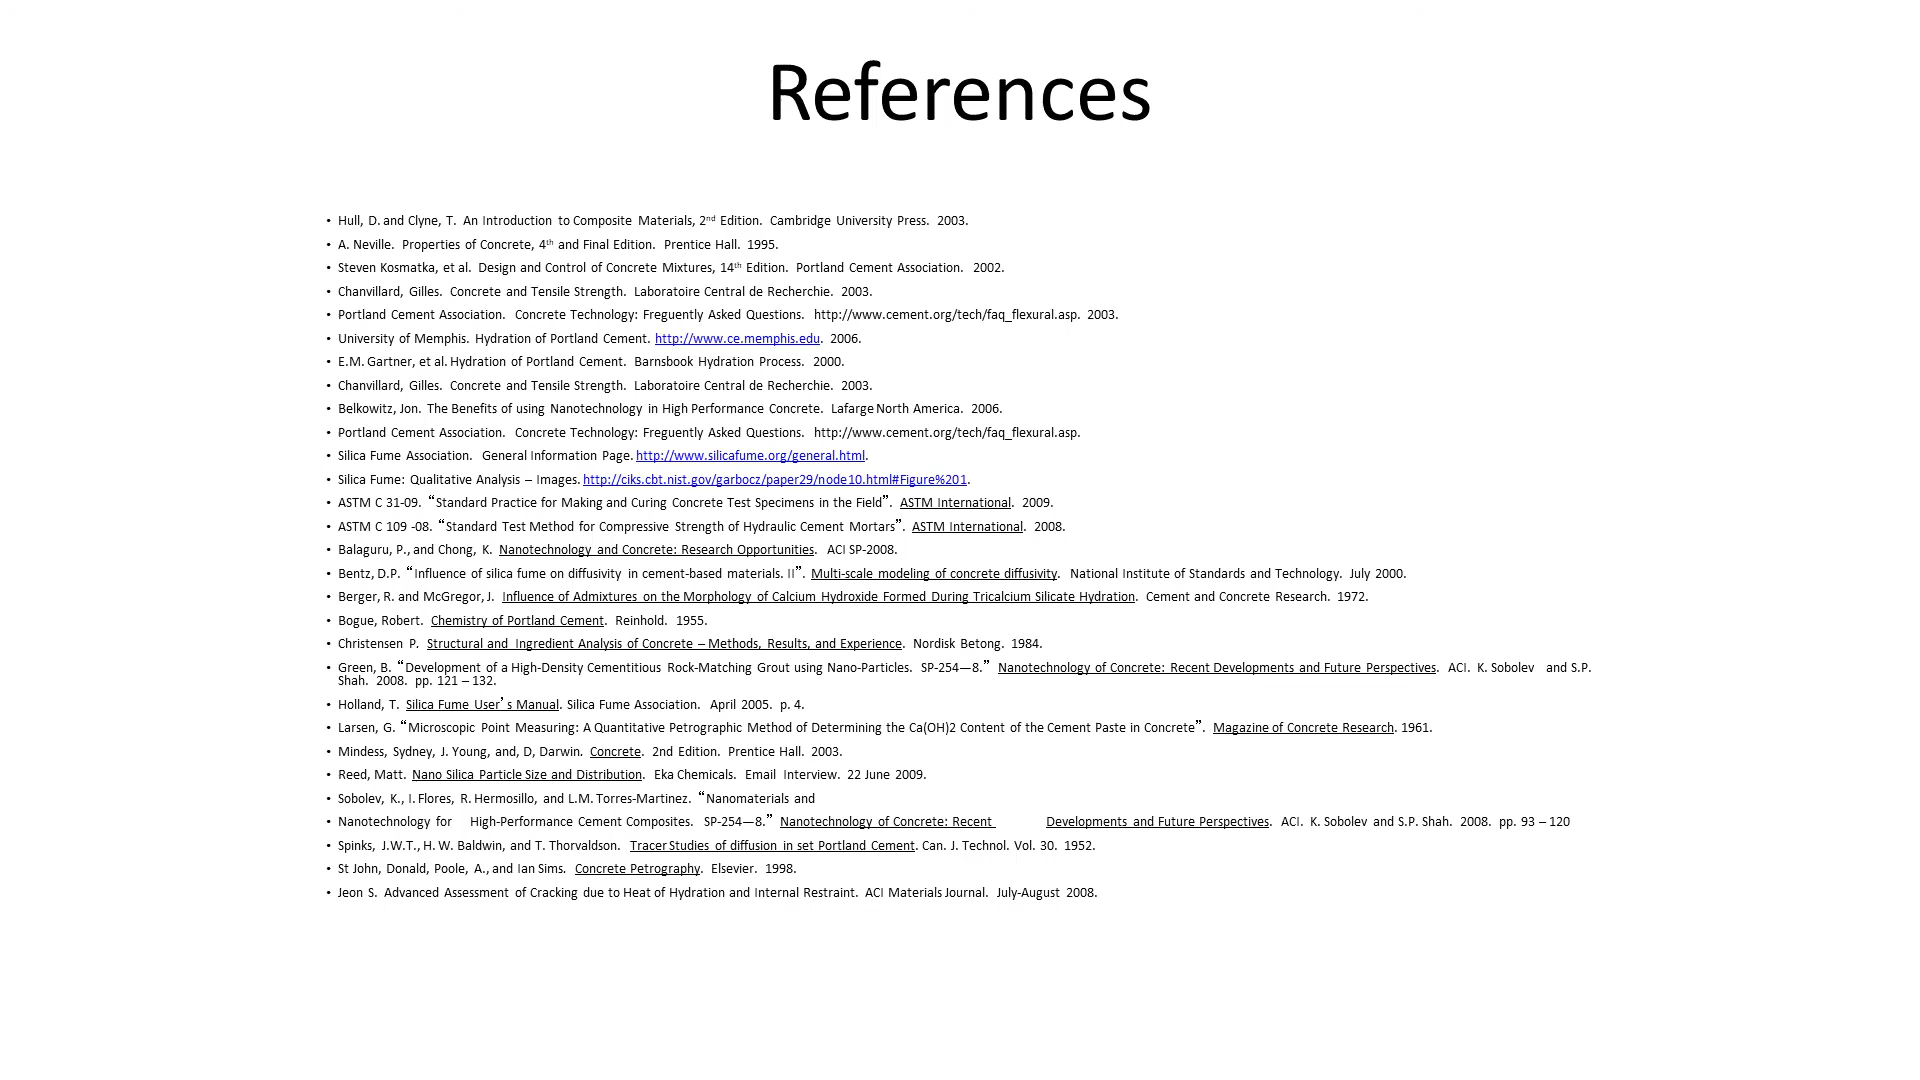 References
• Hull, D. and Clyne, T. An Introduction to Composite Materials, 2nd Edition. Cambridge University Press. 2003.
• A. Neville. Properties of Concrete, 4th and Final Edition. Prentice Hall. 1995.
• Steven Kosmatka, et al. Design and Control of Concrete Mixtures, 14th Edition. Portland Cement Association. 2002.
• Chanvillard, Gilles. Concrete and Tensile Strength. Laboratoire Central de Recherchie. 2003.
• Portland Cement Association. Concrete Technology: Freguently Asked Questions. http://www.cement.org/tech/faq_flexural.asp. 2003.
• University of Memphis. Hydration of Portland Cement. http://www.ce.memphis.edu. 2006.
• E.M. Gartner, et al. Hydration of Portland Cement. Barnsbook Hydration Process. 2000.
• Chanvillard, Gilles. Concrete and Tensile Strength. Laboratoire Central de Recherchie. 2003.
• Belkowitz, Jon. The Benefits of using Nanotechnology in High Performance Concrete. Lafarge North America. 2006.
• Portland Cement Association. Concrete Technology: Freguently Asked Questions. http://www.cement.org/tech/faq_flexural.asp.
• Silica Fume Association. General Information Page. http://www.silicafume.org/general.html.
• Silica Fume: Qualitative Analysis – Images. http://ciks.cbt.nist.gov/garbocz/paper29/node10.html#Figure%201.
• ASTM C 31-09. “Standard Practice for Making and Curing Concrete Test Specimens in the Field”. ASTM International. 2009.
• ASTM C 109 -08. “Standard Test Method for Compressive Strength of Hydraulic Cement Mortars”. ASTM International. 2008.
• Balaguru, P., and Chong, K. Nanotechnology and Concrete: Research Opportunities. ACI SP-2008.
• Bentz, D.P. “Influence of silica fume on diffusivity in cement-based materials. II”. Multi-scale modeling of concrete diffusivity. National Institute of Standards and Technology. July 2000.
• Berger, R. and McGregor, J. Influence of Admixtures on the Morphology of Calcium Hydroxide Formed During Tricalcium Silicate Hydration. Cement and Concrete Research. 1972.
• Bogue, Robert. Chemistry of Portland Cement. Reinhold. 1955.
• Christensen P. Structural and Ingredient Analysis of Concrete – Methods, Results, and Experience. Nordisk Betong. 1984.
• Green, B. “Development of a High-Density Cementitious Rock-Matching Grout using Nano-Particles. SP-254—8.” Nanotechnology of Concrete: Recent Developments and Future Perspectives. ACI. K. Sobolev and S.P.
Shah. 2008. pp. 121 – 132.
• Holland, T. Silica Fume User’s Manual. Silica Fume Association. April 2005. p. 4.
• Larsen, G. “Microscopic Point Measuring: A Quantitative Petrographic Method of Determining the Ca(OH)2 Content of the Cement Paste in Concrete”. Magazine of Concrete Research. 1961.
• Mindess, Sydney, J. Young, and, D, Darwin. Concrete. 2nd Edition. Prentice Hall. 2003.
• Reed, Matt. Nano Silica Particle Size and Distribution. Eka Chemicals. Email Interview. 22 June 2009.
• Sobolev, K., I. Flores, R. Hermosillo, and L.M. Torres-Martinez. “Nanomaterials and
• Nanotechnology for High-Performance Cement Composites. SP-254—8.” Nanotechnology of Concrete: Recent Developments and Future Perspectives. ACI. K. Sobolev and S.P. Shah. 2008. pp. 93 – 120
• Spinks, J.W.T., H. W. Baldwin, and T. Thorvaldson. Tracer Studies of diffusion in set Portland Cement. Can. J. Technol. Vol. 30. 1952.
• St John, Donald, Poole, A., and Ian Sims. Concrete Petrography. Elsevier. 1998.
• Jeon S. Advanced Assessment of Cracking due to Heat of Hydration and Internal Restraint. ACI Materials Journal. July-August 2008.